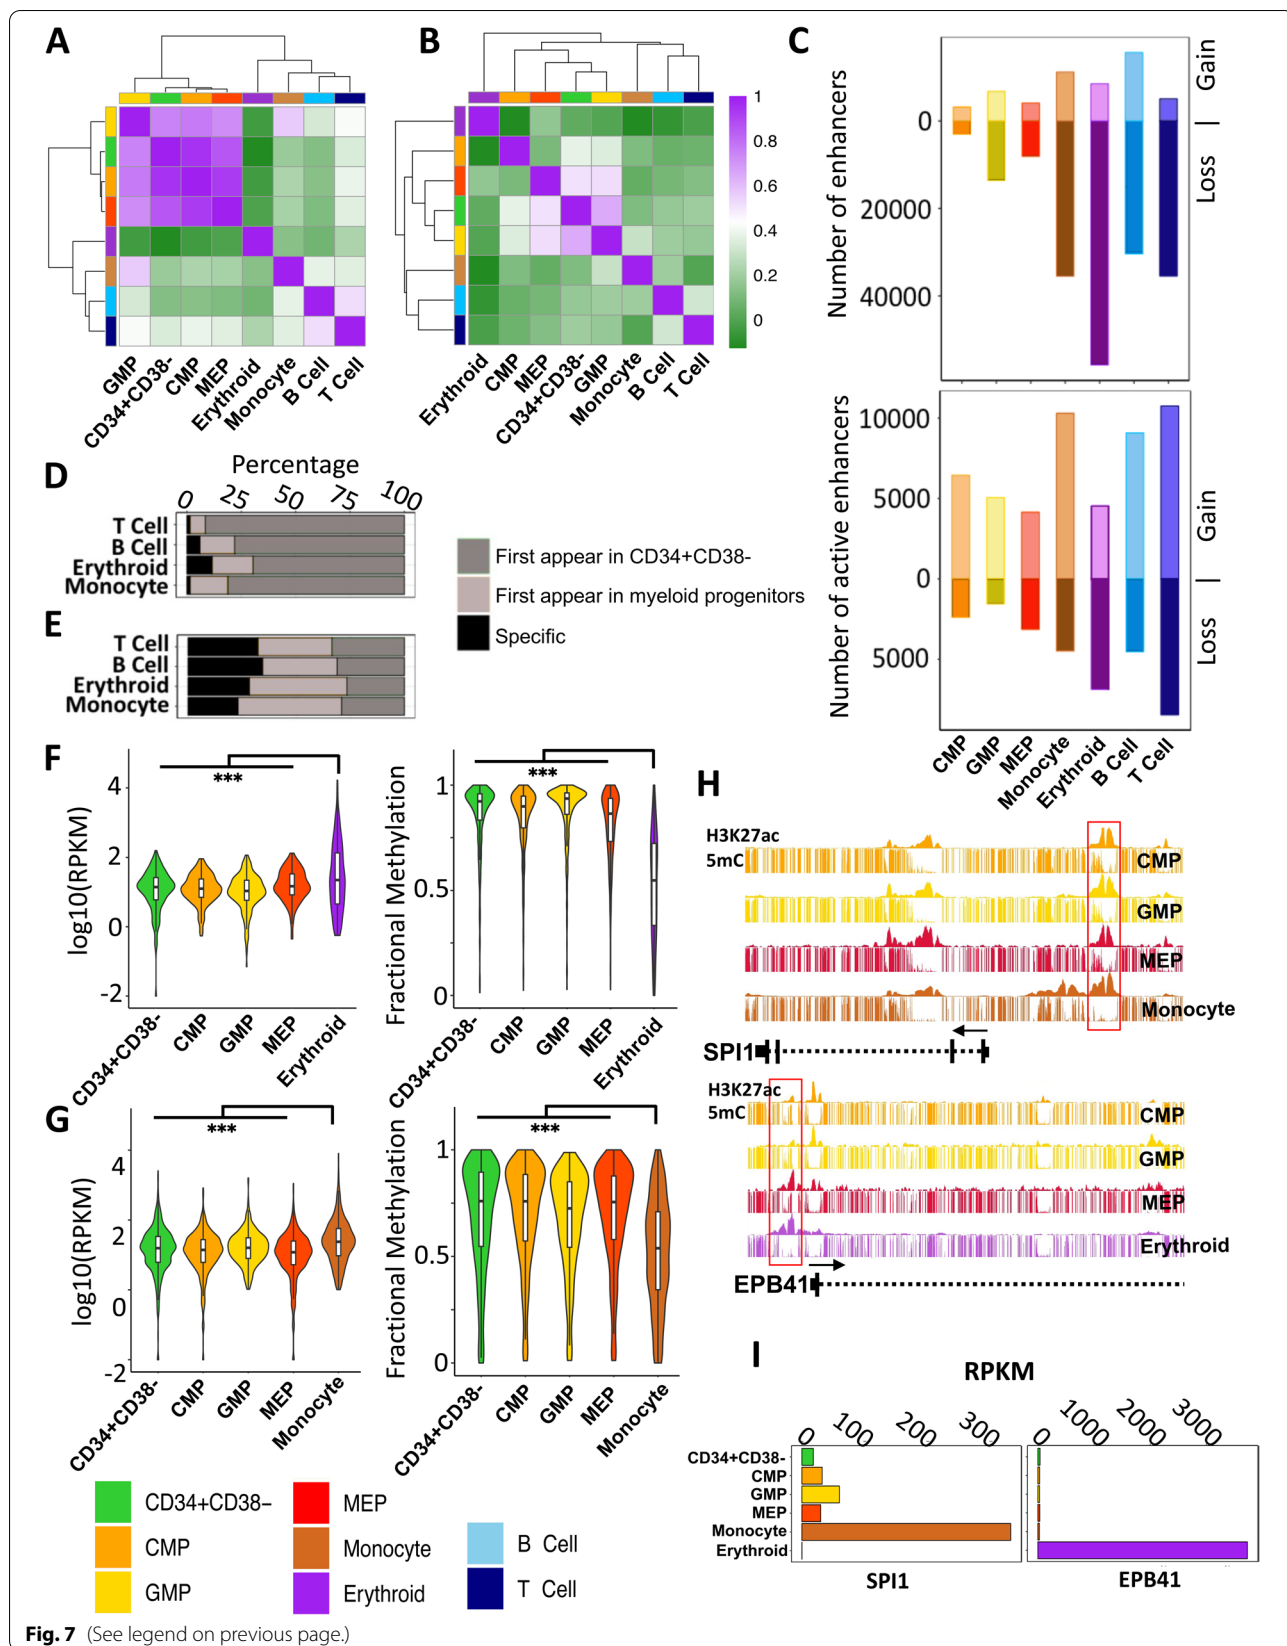 A
GMP
CD34+CD38-
CMP
MEP
Erythroid
Monocyte
B Cell
T Cell
B
1
0.8
0.6
0.4
0.2
0
Erythroid
CMP
MEP
CD34+CD38-
GMP
Monocyte
B Cell
T Cell
C
Number of enhancers
0
20000
40000
Gain
Loss
Number of active enhancers
10000
5000
0
5000
Gain
Loss
CMP
GMP
MEP
Monocyte
Erythroid
B Cell
T Cell
D
Percentage
0 25 50 75 100
T Cell
B Cell
Erythroid
Monocyte
E
T Cell
B Cell
Erythroid
Monocyte
First appear in CD34+CD38-
First appear in myeloid progenitors
Specific
F
log10(RPKM)
4
2
0
-2
***
CD34+CD38-
CMP
GMP
MEP
Erythroid
Fractional Methylation
1
0.5
0
***
CD34+CD38-
CMP
GMP
MEP
Erythroid
G
log10(RPKM)
4
2
0
-2
***
CD34+CD38-
CMP
GMP
MEP
Monocyte
Fractional Methylation
1
0.5
0
***
CD34+CD38-
CMP
GMP
MEP
Monocyte
H
H3K27ac
5mC
CMP
GMP
MEP
Monocyte
SPI1
H3K27ac
5mC
CMP
GMP
MEP
Erythroid
EPB41
I
RPKM
0 100 200 300
0 1000 2000 3000
CD34+CD38-
CMP
GMP
MEP
Monocyte
Erythroid
SPI1
EPB41
CD34+CD38–
CMP
GMP
MEP
Monocyte
Erythroid
B Cell
T Cell
Fig. 7 (See legend on previous page.)